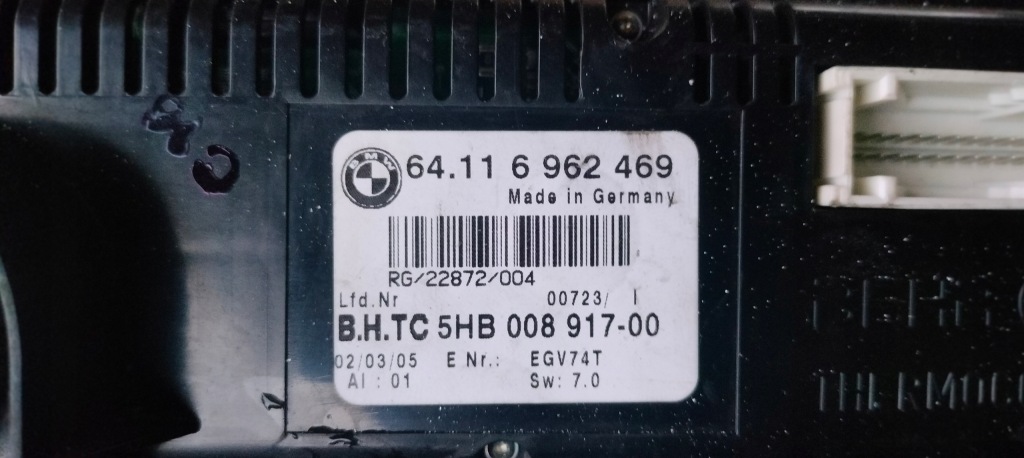 BMW
64.11 6 962 469
Made in Germany
RG/22872/004
Lfd.Nr 00723/ I
B.H.TC 5HB 008 917-00
02/03/05 E Nr.: EGV74T
AI : 01 Sw: 7.0